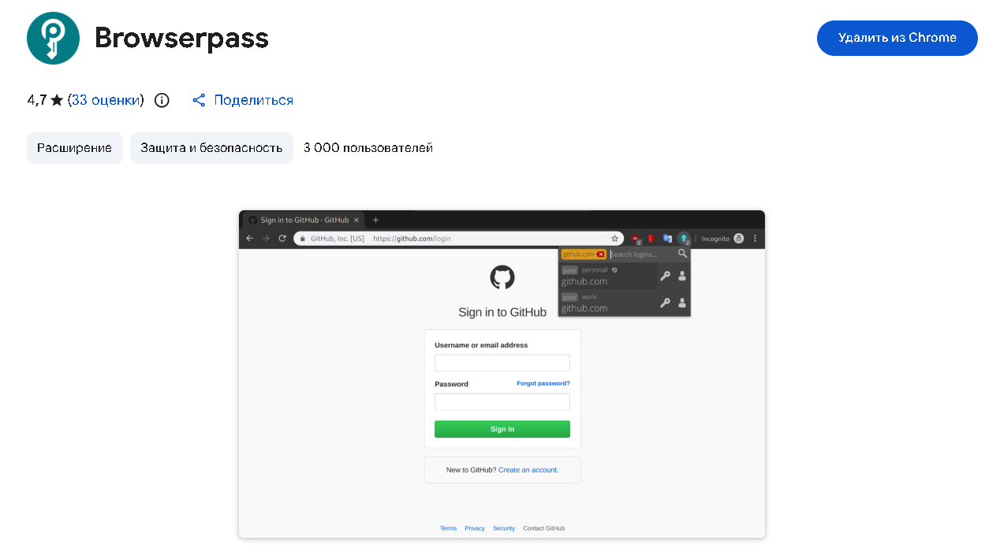 Browserpass
Удалить из Chrome
4,7 ★ (33 оценки)
Поделиться
Расширение
Защита и безопасность
3 000 пользователей
Sign in to GitHub · GitHub
GitHub, Inc. [US] https://github.com/login
Incognito
github.com Search logins...
pass personal/
github.com
pass work/
github.com
Sign in to GitHub
Username or email address
Password Forgot password?
Sign in
New to GitHub? Create an account.
Terms Privacy Security Contact GitHub